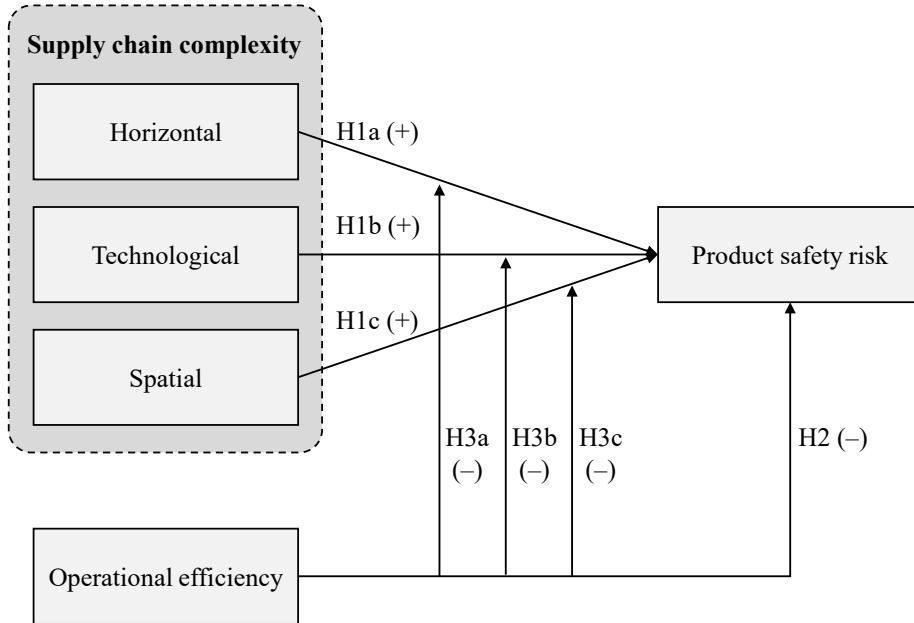 Supply chain complexity
Horizontal
H1a (+)
Technological
H1b (+)
Product safety risk
Spatial
H1c (+)
H3a
(–)
H3b
(–)
H3c
(–)
H2 (–)
Operational efficiency